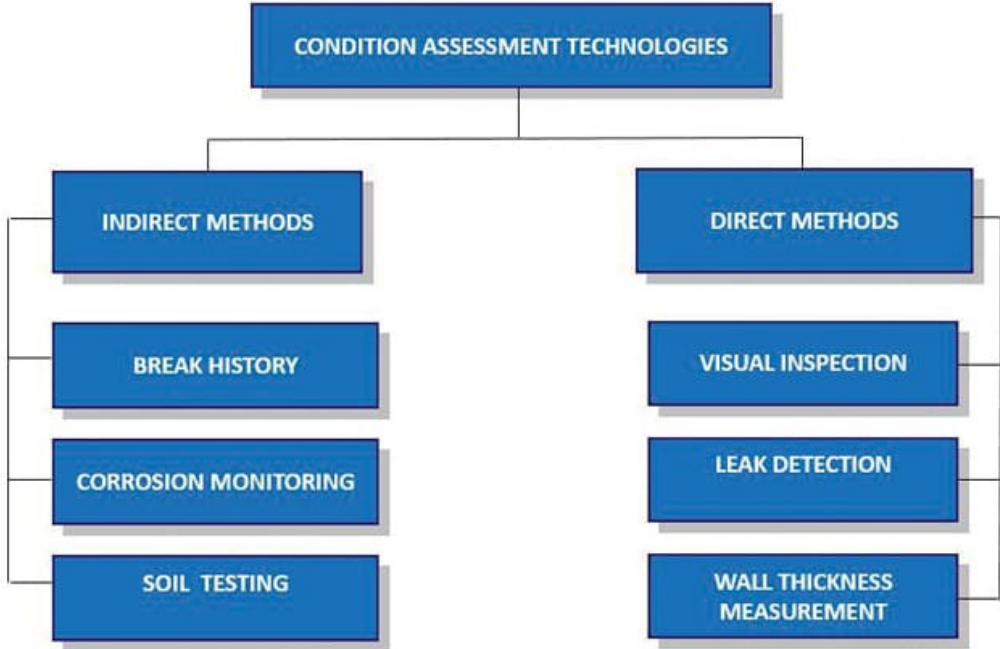 CONDITION ASSESSMENT TECHNOLOGIES
INDIRECT METHODS
DIRECT METHODS
BREAK HISTORY
VISUAL INSPECTION
CORROSION MONITORING
LEAK DETECTION
SOIL TESTING
WALL THICKNESS
MEASUREMENT